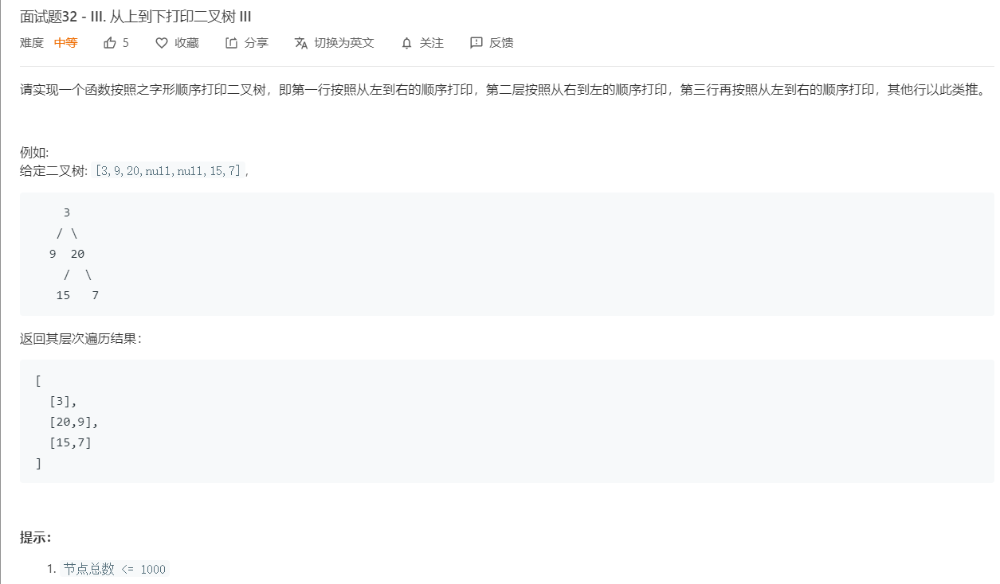 面试题32 - III. 从上到下打印二叉树 III
难度 中等 5 收藏 分享 切换为英文 关注 反馈
请实现一个函数按照之字形顺序打印二叉树，即第一行按照从左到右的顺序打印，第二层按照从右到左的顺序打印，第三行再按照从左到右的顺序打印，其他行以此类推。
例如:
给定二叉树: [3,9,20,null,null,15,7],
3
/ \
9 20
/ \
15 7
返回其层次遍历结果：
[
[3],
[20,9],
[15,7]
]
提示：
1. 节点总数 <= 1000